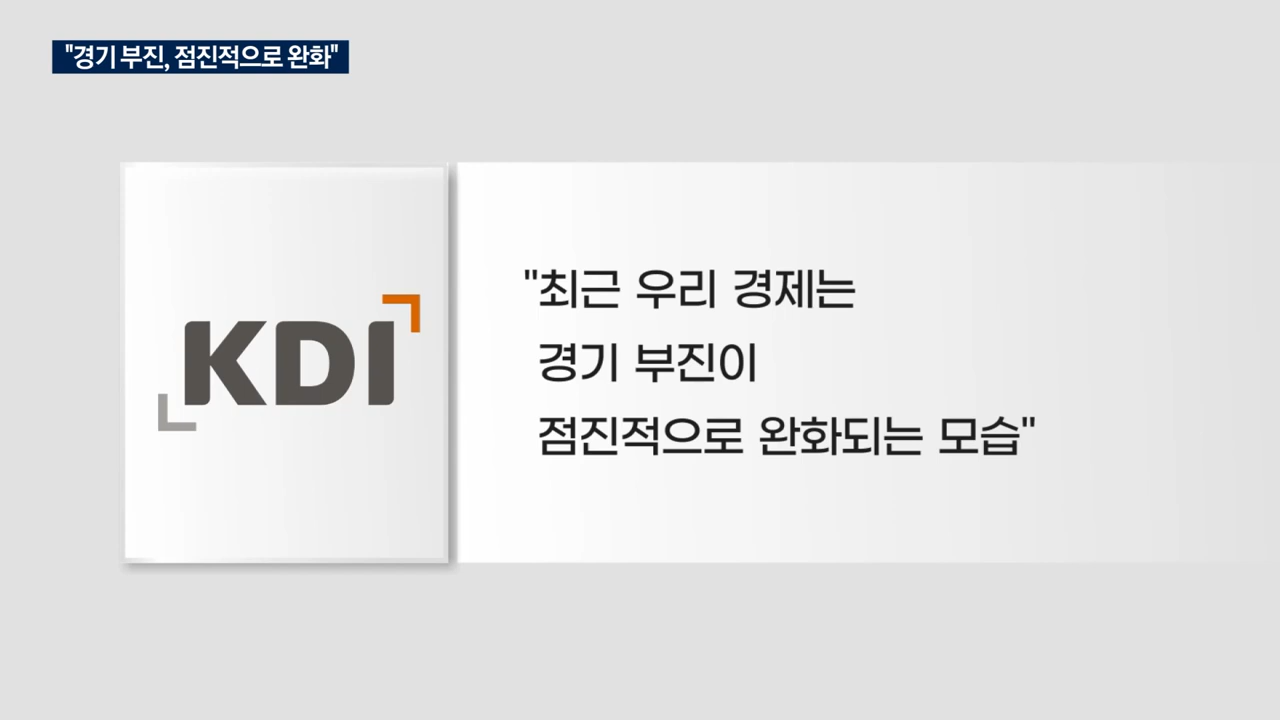 "경기 부진, 점진적으로 완화"
KDI
"최근 우리 경제는
경기 부진이
점진적으로 완화되는 모습"